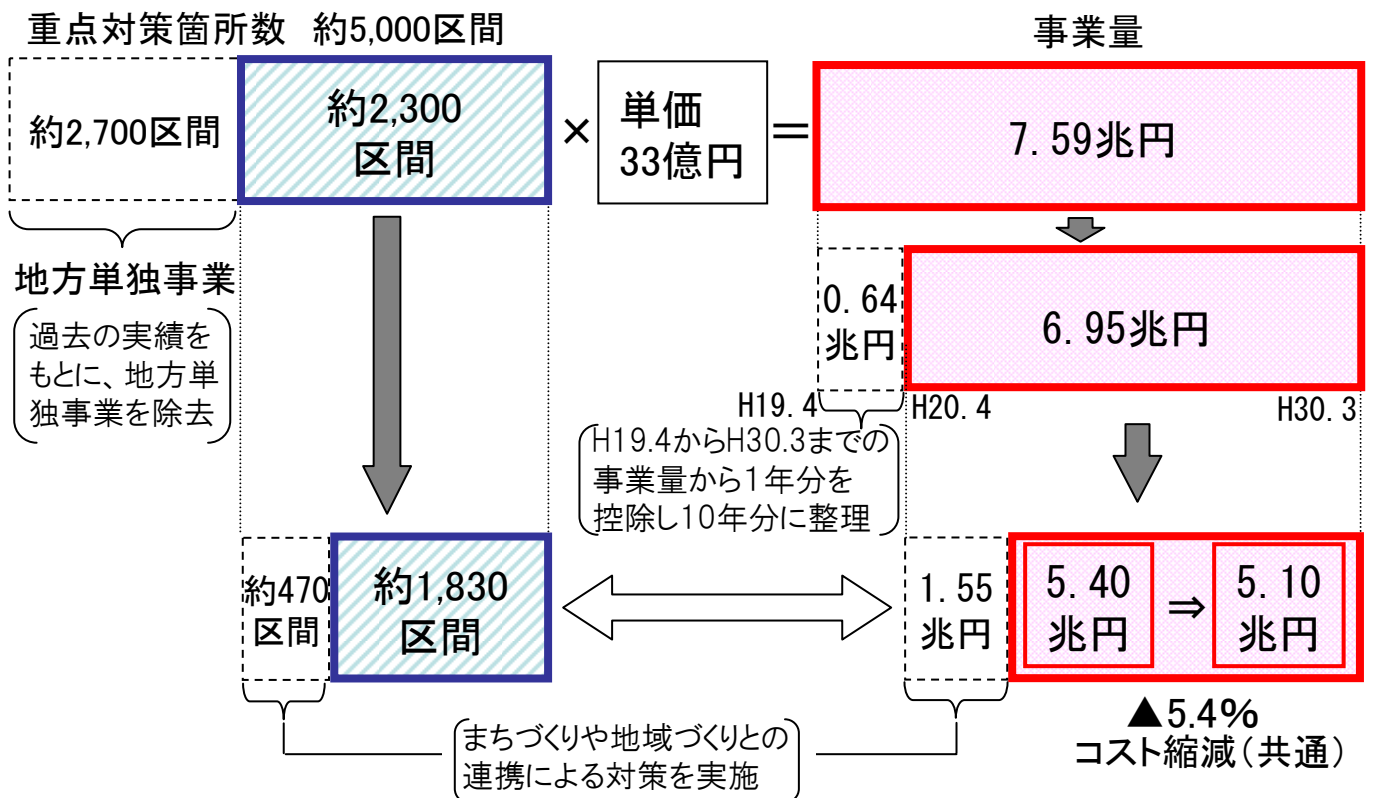 重点対策箇所数 約5,000区間
事業量
約2,700区間
約2,300
区間
×
単価
33億円
=
7.59兆円
地方単独事業
過去の実績を
もとに、地方単
独事業を除去
0.64
兆円
6.95兆円
H19.4
H20.4
H30.3
H19.4からH30.3までの
事業量から1年分を
控除し10年分に整理
約470
区間
約1,830
区間
1.55
兆円
5.40
兆円
⇒
5.10
兆円
まちづくりや地域づくりとの
連携による対策を実施
▲5.4%
コスト縮減(共通)